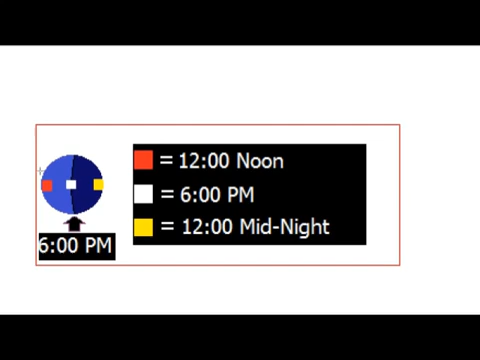 = 12:00 Noon
= 6:00 PM
= 12:00 Mid-Night
6:00 PM